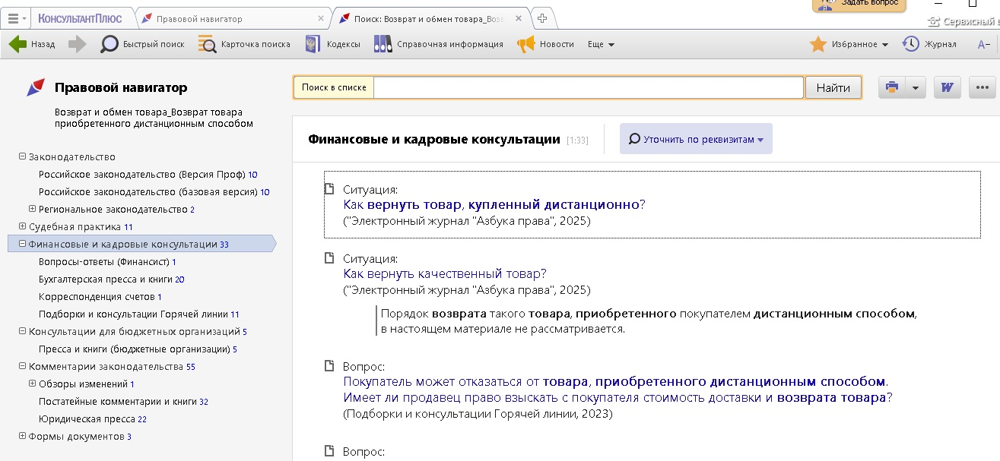 Задать вопрос
КонсультантПлюс
Правовой навигатор
Поиск: Возврат и обмен товара_Возв
Сервисный
Назад
Быстрый поиск
Карточка поиска
Кодексы
Справочная информация
Новости
Еще
Избранное
Журнал
A−
Правовой навигатор
Возврат и обмен товара_Возврат товара
приобретенного дистанционным способом
Законодательство
Российское законодательство (Версия Проф) 10
Российское законодательство (базовая версия) 10
Региональное законодательство 2
Судебная практика 11
Финансовые и кадровые консультации 33
Вопросы-ответы (Финансист) 1
Бухгалтерская пресса и книги 20
Корреспонденция счетов 1
Подборки и консультации Горячей линии 11
Консультации для бюджетных организаций 5
Пресса и книги (бюджетные организации) 5
Комментарии законодательства 55
Обзоры изменений 1
Постатейные комментарии и книги 32
Юридическая пресса 22
Формы документов 3
Поиск в списке
Найти
W
Финансовые и кадровые консультации [1:33]
Уточнить по реквизитам
Ситуация:
Как вернуть товар, купленный дистанционно?
("Электронный журнал "Азбука права", 2025)
Ситуация:
Как вернуть качественный товар?
("Электронный журнал "Азбука права", 2025)
Порядок возврата такого товара, приобретенного покупателем дистанционным способом,
в настоящем материале не рассматривается.
Вопрос:
Покупатель может отказаться от товара, приобретенного дистанционным способом.
Имеет ли продавец право взыскать с покупателя стоимость доставки и возврата товара?
(Подборки и консультации Горячей линии, 2023)
Вопрос: